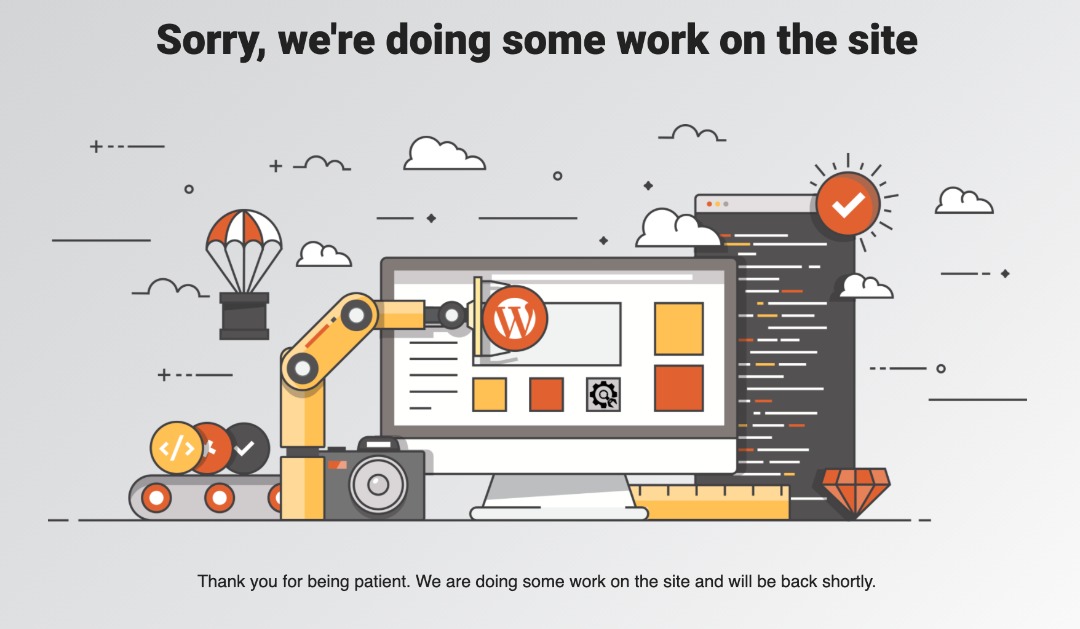 Sorry, we're doing some work on the site
</>
W
Thank you for being patient. We are doing some work on the site and will be back shortly.